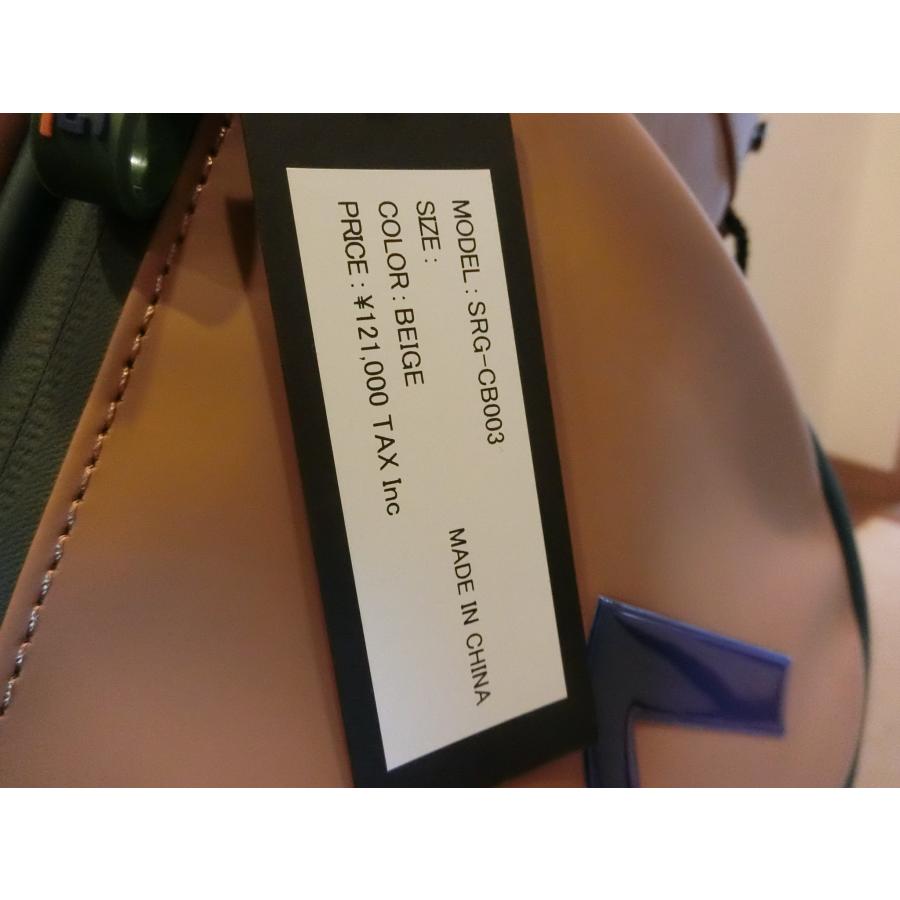 MODEL : SRG-CB003
SIZE :
COLOR : BEIGE
PRICE : ¥121,000 TAX Inc
MADE IN CHINA